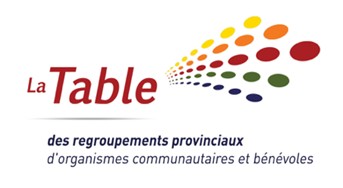 La Table
des regroupements provinciaux
d'organismes communautaires et bénévoles